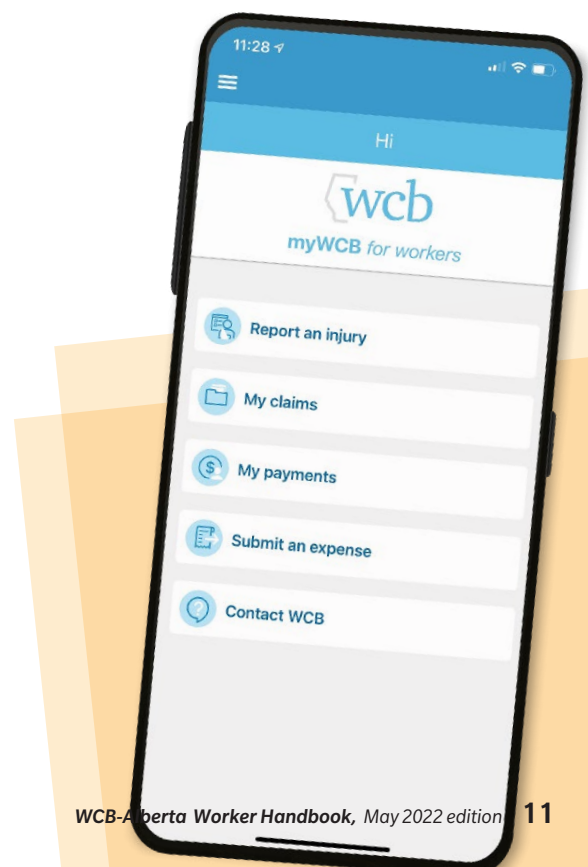 11:28
Hi
wcb
myWCB for workers
Report an injury
My claims
My payments
Submit an expense
Contact WCB
WCB-Alberta Worker Handbook, May 2022 edition 11